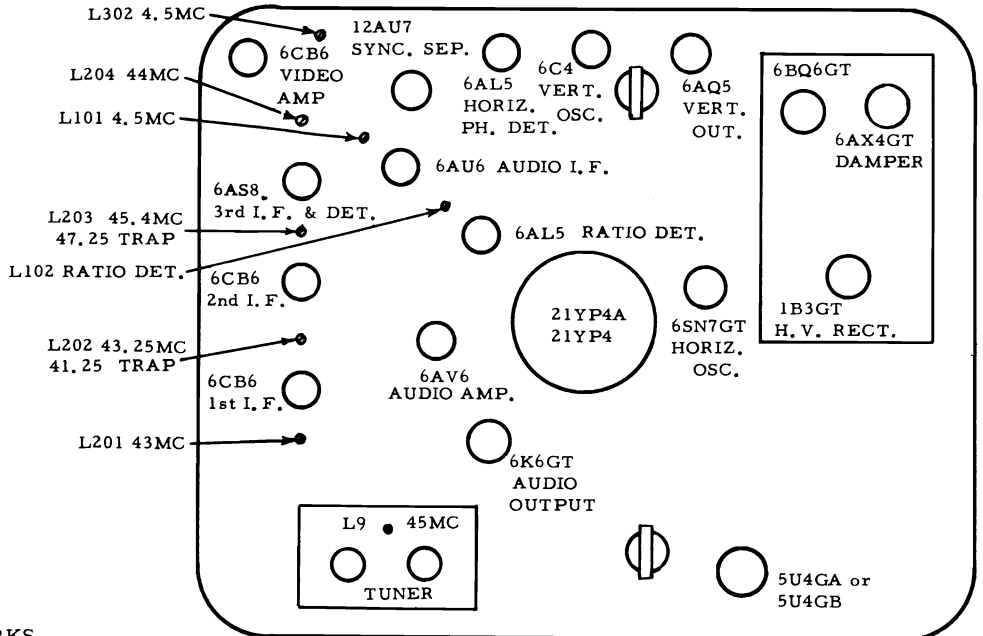 L302 4.5MC
L204 44MC
L101 4.5MC
L203 45.4MC
47.25 TRAP
L102 RATIO DET.
L202 43.25MC
41.25 TRAP
L201 43MC
6CB6
VIDEO
AMP
12AU7
SYNC. SEP.
6AL5
HORIZ.
PH. DET.
6C4
VERT.
OSC.
6AQ5
VERT.
OUT.
6BQ6GT
6AX4GT
DAMPER
6AU6 AUDIO I.F.
6AS8.
3rd I.F. & DET.
6AL5 RATIO DET.
6CB6
2nd I.F.
21YP4A
21YP4
6SN7GT
HORIZ.
OSC.
1B3GT
H.V. RECT.
6AV6
AUDIO AMP.
6CB6
1st I.F.
6K6GT
AUDIO
OUTPUT
L9 45MC
TUNER
5U4GA or
5U4GB